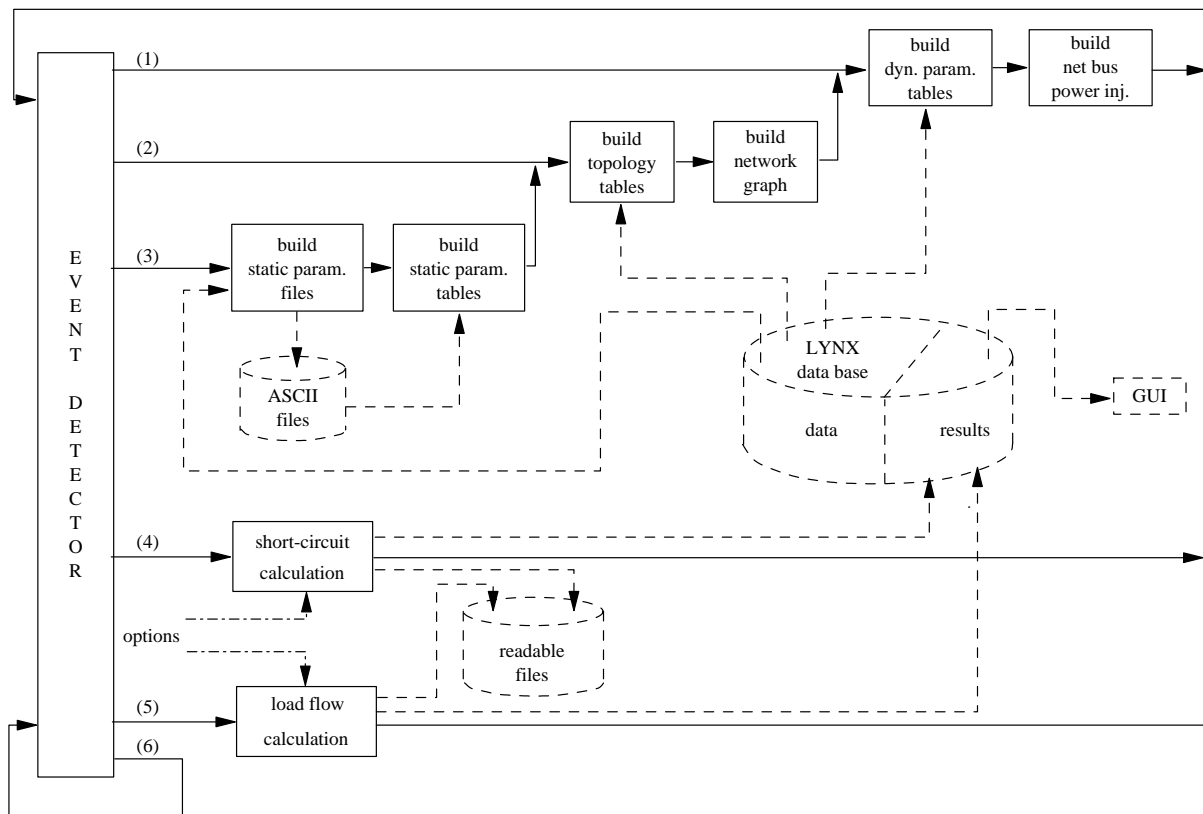 EVENT DETECTOR
(1)
build
dyn. param.
tables
build
net bus
power inj.
(2)
build
topology
tables
build
network
graph
(3)
build
static param.
files
build
static param.
tables
ASCII
files
LYNX
data base
data
results
GUI
(4)
short-circuit
calculation
options
readable
files
(5)
load flow
calculation
(6)